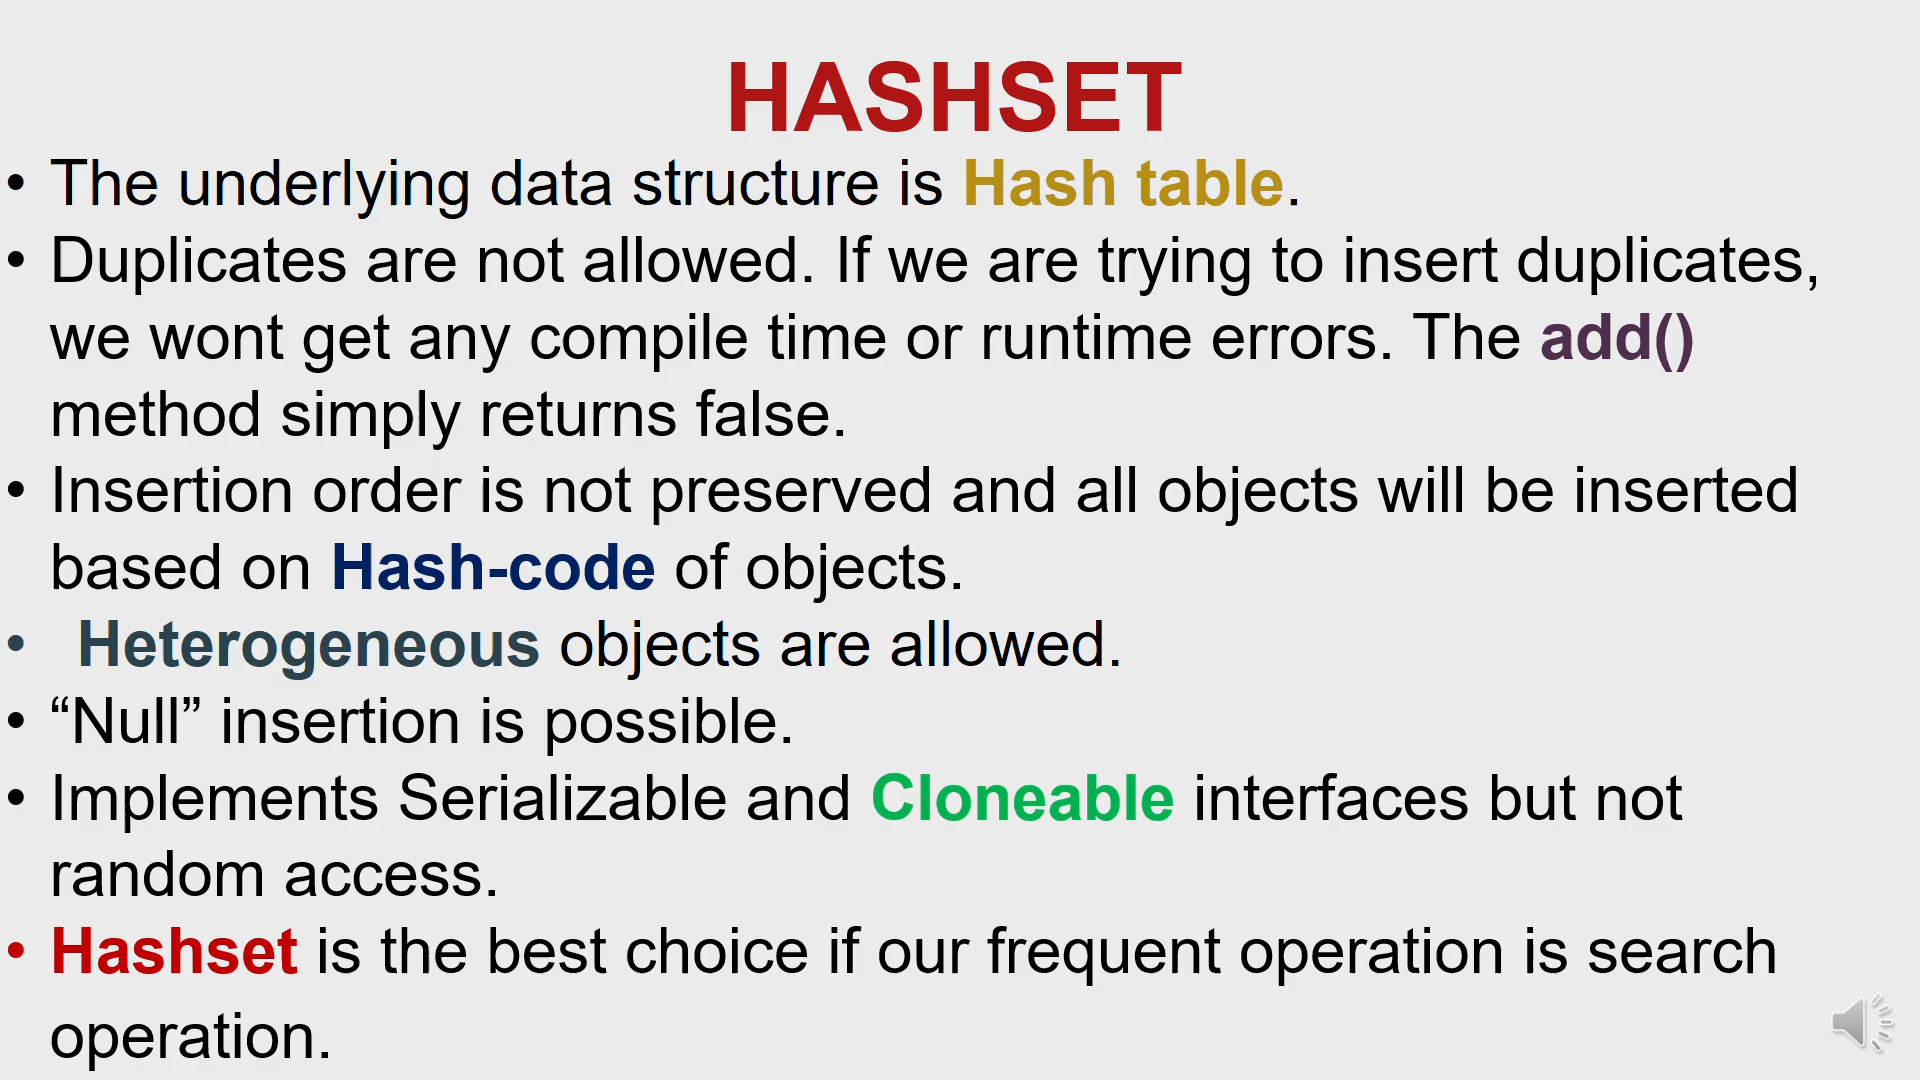 HASHSET
• The underlying data structure is Hash table.
• Duplicates are not allowed. If we are trying to insert duplicates,
we wont get any compile time or runtime errors. The add()
method simply returns false.
• Insertion order is not preserved and all objects will be inserted
based on Hash-code of objects.
• Heterogeneous objects are allowed.
• “Null” insertion is possible.
• Implements Serializable and Cloneable interfaces but not
random access.
• Hashset is the best choice if our frequent operation is search
operation.